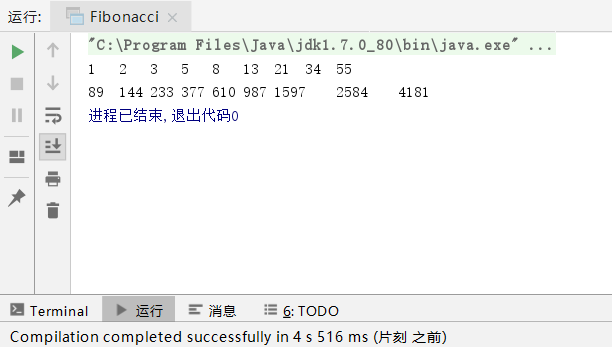 运行: Fibonacci
"C:\Program Files\Java\jdk1.7.0_80\bin\java.exe" ...
1 2 3 5 8 13 21 34 55
89 144 233 377 610 987 1597 2584 4181
进程已结束,退出代码0
Terminal 运行 消息 6: TODO
Compilation completed successfully in 4 s 516 ms (片刻 之前)